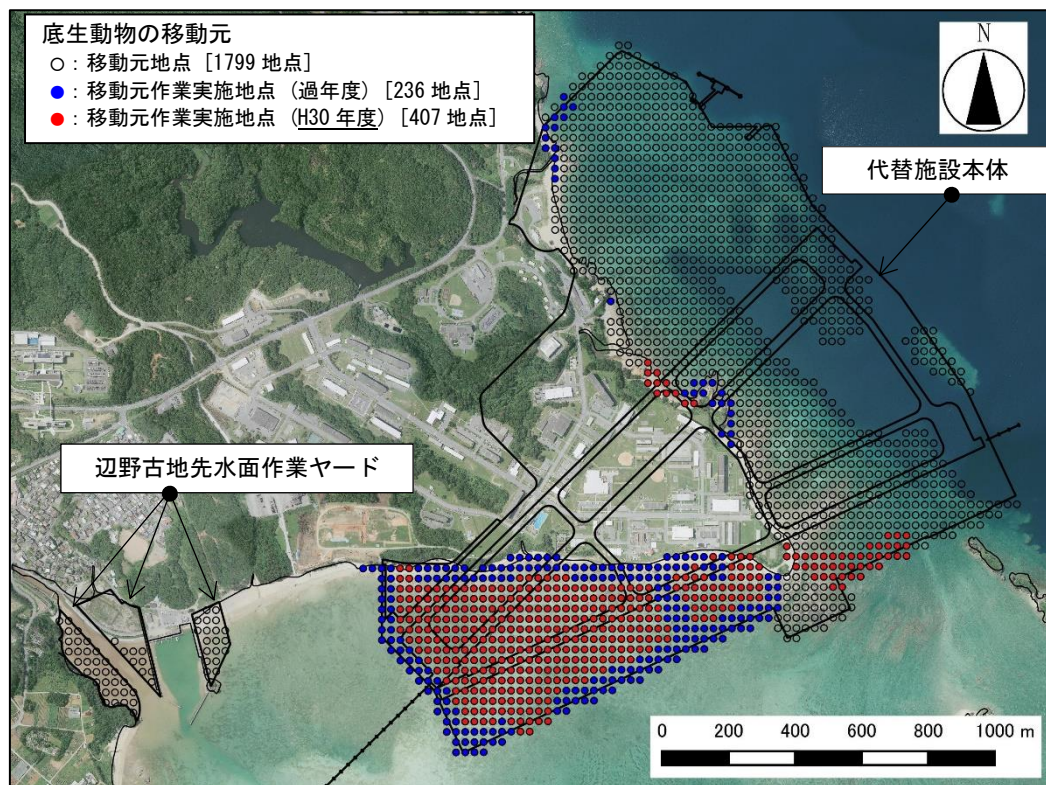 底生動物の移動元
○：移動元地点 [1799 地点]
●：移動元作業実施地点 (過年度) [236 地点]
●：移動元作業実施地点 (H30 年度) [407 地点]
N
代替施設本体
辺野古地先水面作業ヤード
0 200 400 600 800 1000 m